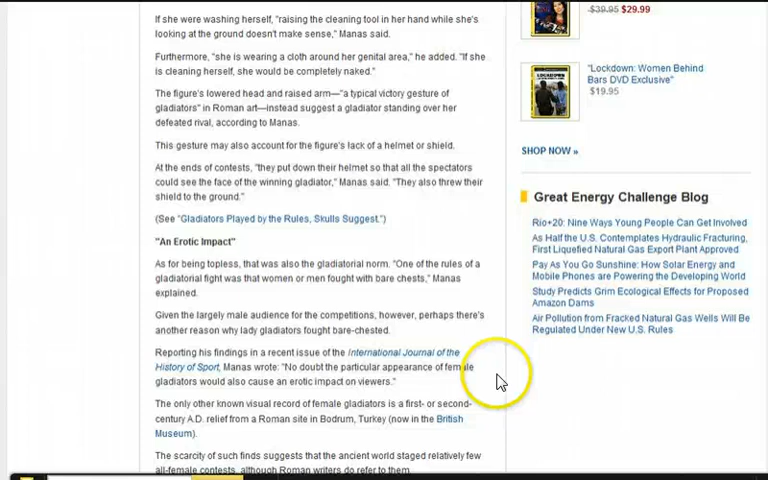 If she were washing herself, "raising the cleaning tool in her hand while she's
looking at the ground doesn't make sense," Manas said.
Furthermore, "she is wearing a cloth around her genital area," he added. "If she
is cleaning herself, she would be completely naked."
The figure's lowered head and raised arm—"a typical victory gesture of
gladiators" in Roman art—instead suggest a gladiator standing over her
defeated rival, according to Manas.
This gesture may also account for the figure's lack of a helmet or shield.
At the ends of contests, "they put down their helmet so that all the spectators
could see the face of the winning gladiator," Manas said. "They also threw their
shield to the ground."
(See "Gladiators Played by the Rules, Skulls Suggest.")
"An Erotic Impact"
As for being topless, that was also the gladiatorial norm. "One of the rules of a
gladiatorial fight was that women or men fought with bare chests," Manas
explained.
Given the largely male audience for the competitions, however, perhaps there's
another reason why lady gladiators fought bare-chested.
Reporting his findings in a recent issue of the International Journal of the
History of Sport, Manas wrote: "No doubt the particular appearance of female
gladiators would also cause an erotic impact on viewers."
The only other known visual record of female gladiators is a first- or second-
century A.D. relief from a Roman site in Bodrum, Turkey (now in the British
Museum).
The scarcity of such finds suggests that the ancient world staged relatively few
all-female contests, although Roman writers do refer to them
$39.95 $29.99
LOCKDOWN
"Lockdown: Women Behind
Bars DVD Exclusive"
$19.95
SHOP NOW »
Great Energy Challenge Blog
Rio+20: Nine Ways Young People Can Get Involved
As Half the U.S. Contemplates Hydraulic Fracturing,
First Liquefied Natural Gas Export Plant Approved
Pay As You Go Sunshine: How Solar Energy and
Mobile Phones are Powering the Developing World
Study Predicts Grim Ecological Effects for Proposed
Amazon Dams
Air Pollution from Fracked Natural Gas Wells Will Be
Regulated Under New U.S. Rules